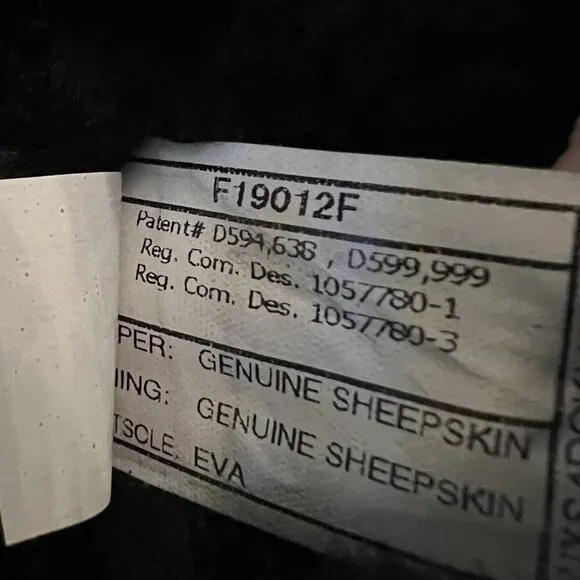 F19012F
Patent# D594,638 , D599,999
Reg. Com. Des. 1057780-1
Reg. Com. Des. 1057780-3
PER: GENUINE SHEEPSKIN
ING: GENUINE SHEEPSKIN
TSOLE. EVA